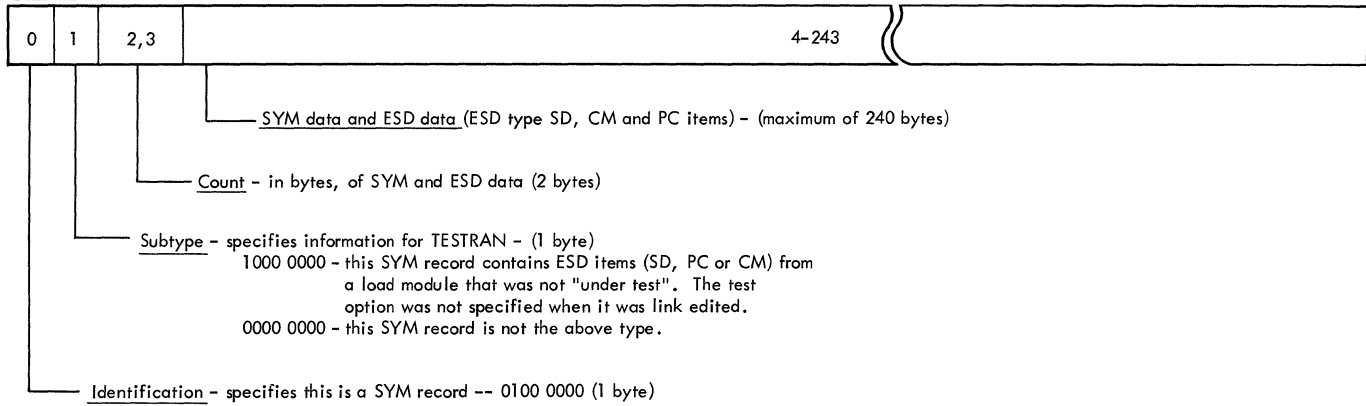 0 1 2,3 4-243
SYM data and ESD data (ESD type SD, CM and PC items) - (maximum of 240 bytes)
Count - in bytes, of SYM and ESD data (2 bytes)
Subtype - specifies information for TESTRAN - (1 byte)
1000 0000 - this SYM record contains ESD items (SD, PC or CM) from
a load module that was not "under test". The test
option was not specified when it was link edited.
0000 0000 - this SYM record is not the above type.
Identification - specifies this is a SYM record -- 0100 0000 (1 byte)